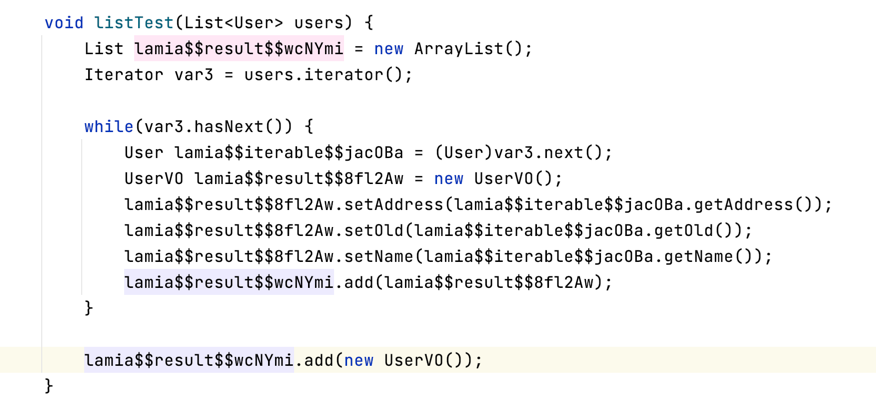 void listTest(List<User> users) {
    List lamia$$result$$wcNYmi = new ArrayList();
    Iterator var3 = users.iterator();

    while(var3.hasNext()) {
        User lamia$$iterable$$jacOBa = (User)var3.next();
        UserVO lamia$$result$$8fl2Aw = new UserVO();
        lamia$$result$$8fl2Aw.setAddress(lamia$$iterable$$jacOBa.getAddress());
        lamia$$result$$8fl2Aw.setOld(lamia$$iterable$$jacOBa.getOld());
        lamia$$result$$8fl2Aw.setName(lamia$$iterable$$jacOBa.getName());
        lamia$$result$$wcNYmi.add(lamia$$result$$8fl2Aw);
    }

    lamia$$result$$wcNYmi.add(new UserVO());
}